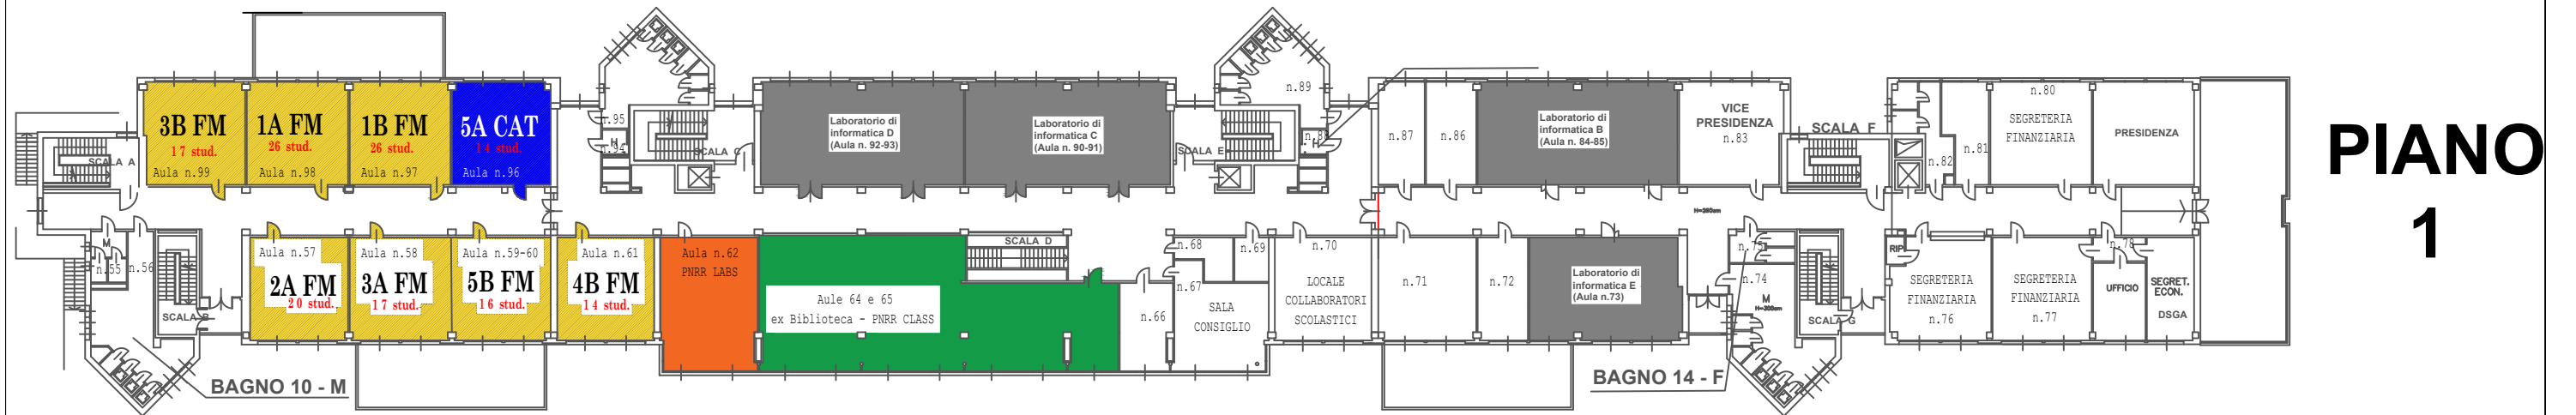 3B FM
17 stud.
Aula n.99
1A FM
26 stud.
Aula n.98
1B FM
26 stud.
Aula n.97
5A CAT
14 stud.
Aula n.96
SCALA A
n.95
H
n.94
SCALA C
Laboratorio di
informatica D
(Aula n. 92-93)
Laboratorio di
informatica C
(Aula n. 90-91)
SCALA E
n.89
n.88
H
n.87
n.86
Laboratorio di
informatica B
(Aula n. 84-85)
VICE
PRESIDENZA
n.83
SCALA F
n.82
n.81
n.80
SEGRETERIA
FINANZIARIA
PRESIDENZA
PIANO
1
H=260cm
M
n.55
n.56
SCALA B
Aula n.57
2A FM
20 stud.
Aula n.58
3A FM
17 stud.
Aula n.59-60
5B FM
16 stud.
Aula n.61
4B FM
14 stud.
Aula n.62
PNRR LABS
Aule 64 e 65
ex Biblioteca - PNRR CLASS
SCALA D
n.66
n.67
n.68
n.69
SALA
CONSIGLIO
n.70
LOCALE
COLLABORATORI
SCOLASTICI
n.71
n.72
Laboratorio di
informatica E
(Aula n.73)
n.75
n.74
M
H=300cm
SCALA G
RIP.
SEGRETERIA
FINANZIARIA
n.76
SEGRETERIA
FINANZIARIA
n.77
n.78
UFFICIO
SEGRET.
ECON.
DSGA
BAGNO 10 - M
BAGNO 14 - F